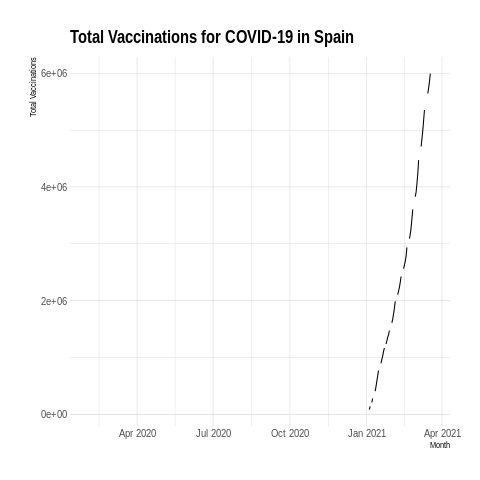 Total Vaccinations for COVID-19 in Spain
Total Vaccinations
6e+06
4e+06
2e+06
0e+00
Apr 2020 Jul 2020 Oct 2020 Jan 2021 Apr 2021
Month